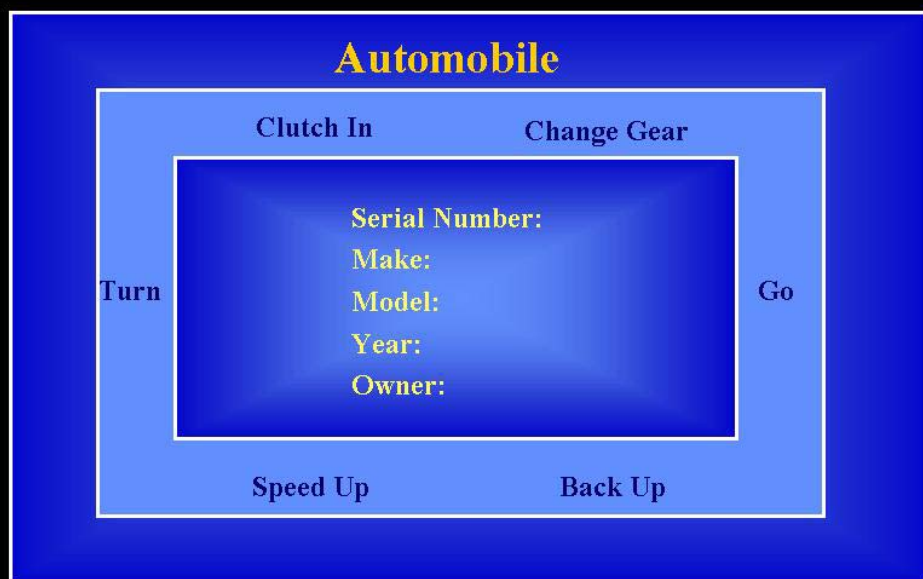 Automobile
Clutch In
Change Gear
Serial Number:
Make:
Turn
Model:
Go
Year:
Owner:
Speed Up
Back Up